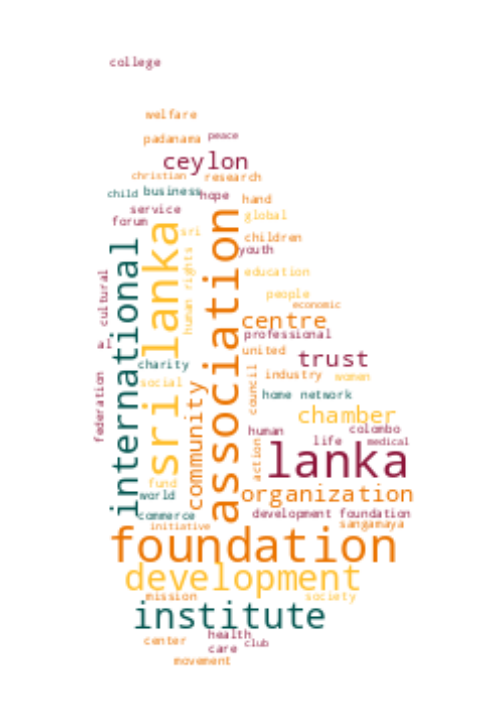 college
welfare
padanama
peace
ceylon
christian
research
child
business
hope
hand
service
global
forum
sri
children
youth
international
sri lanka
human rights
association
education
cultural
people
economic
centre
professional
al
united
trust
charity
industry
women
social
federation
community
council
home
network
chamber
human
colombo
life
medical
action
lanka
fund
world
organization
commerce
development foundation
initiative
sangamaya
foundation
development
mission
society
institute
health
center
care
club
movement